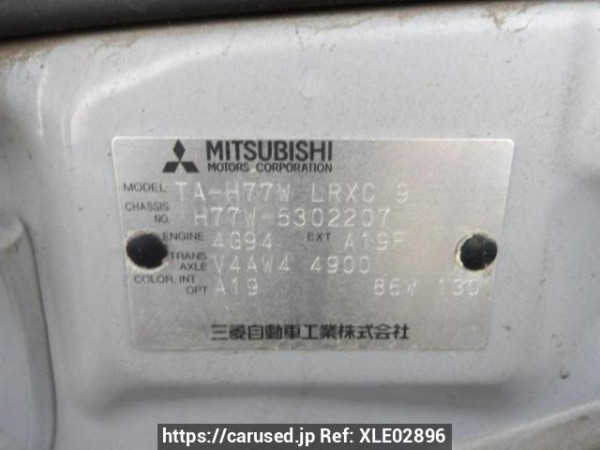 MITSUBISHI
MOTORS CORPORATION
MODEL TA-H77W LRXC 9
CHASSIS NO. H77W-5302207
ENGINE 4G94 EXT A19F
TRANS AXLE V4AW4 4900
COLOR, INT OPT A19 86V 130
三菱自動車工業株式会社
https://carused.jp Ref: XLE02896